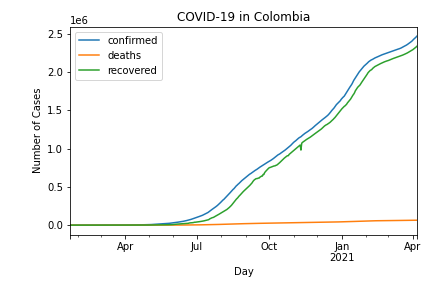 COVID-19 in Colombia
1e6
2.5
2.0
1.5
1.0
0.5
0.0
Number of Cases
confirmed
deaths
recovered
Apr
Jul
Oct
Jan
2021
Apr
Day